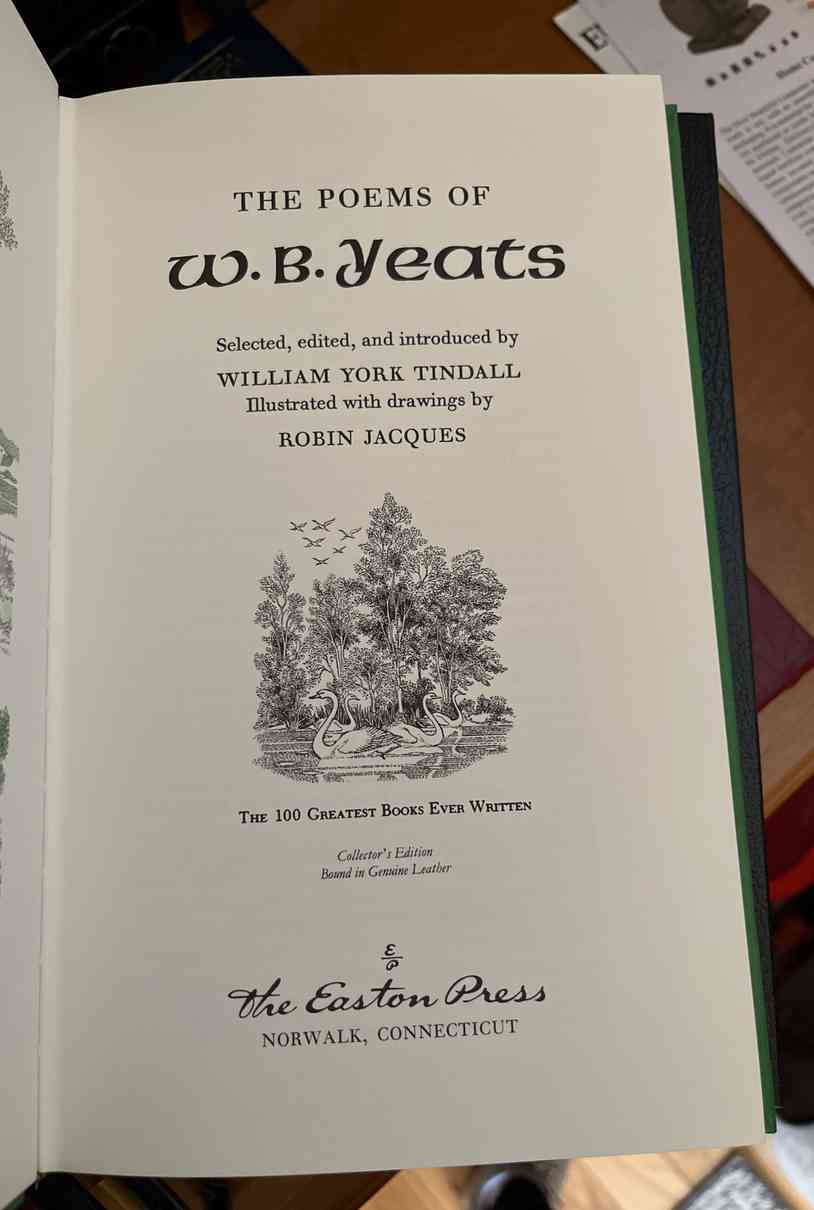 THE POEMS OF
W. B. Yeats
Selected, edited, and introduced by
WILLIAM YORK TINDALL
Illustrated with drawings by
ROBIN JACQUES
THE 100 GREATEST BOOKS EVER WRITTEN
Collector's Edition
Bound in Genuine Leather
E
P
The Easton Press
NORWALK, CONNECTICUT